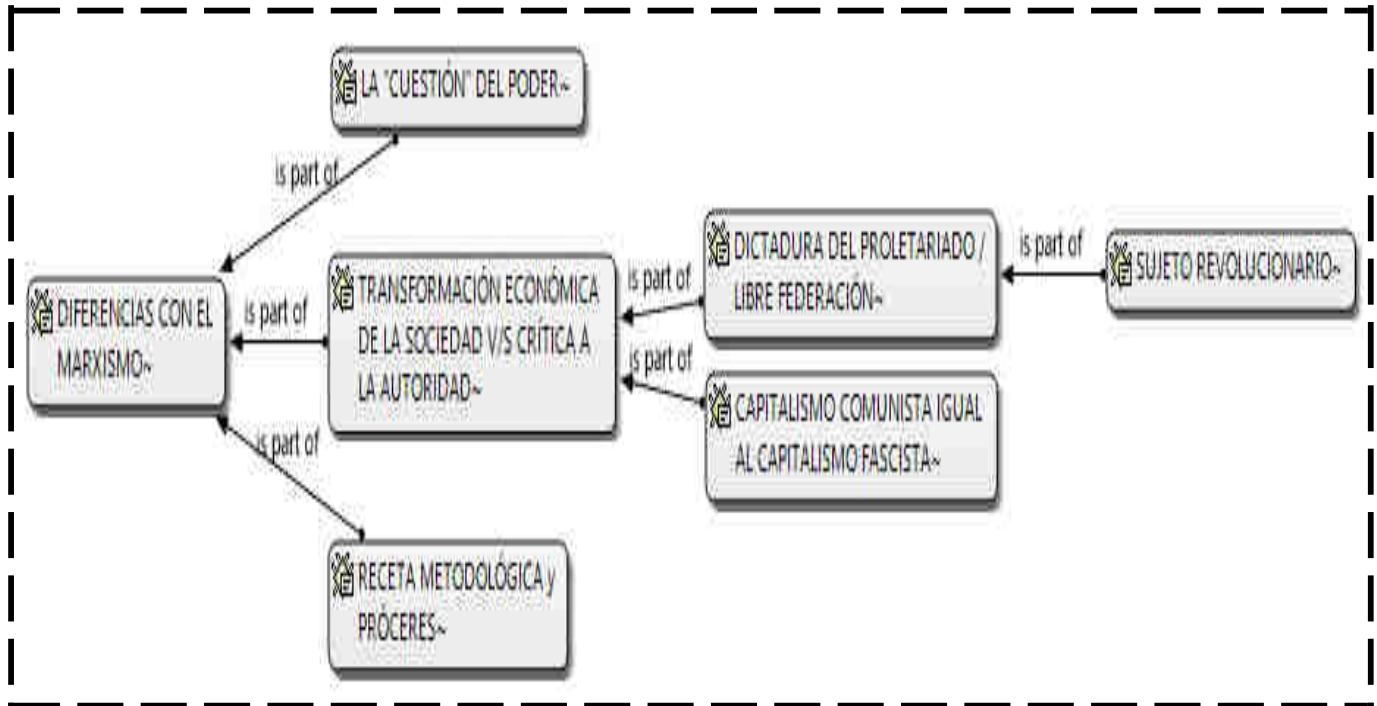 LA "CUESTIÓN" DEL PODER~
is part of
DIFERENCIAS CON EL
MARXISMO~
is part of
TRANSFORMACIÓN ECONÓMICA
DE LA SOCIEDAD V/S CRÍTICA A
LA AUTORIDAD~
is part of
DICTADURA DEL PROLETARIADO /
LIBRE FEDERACIÓN~
is part of
SUJETO REVOLUCIONARIO~
is part of
CAPITALISMO COMUNISTA IGUAL
AL CAPITALISMO FASCISTA~
is part of
RECETA METODOLÓGICA y
PRÓCERES~